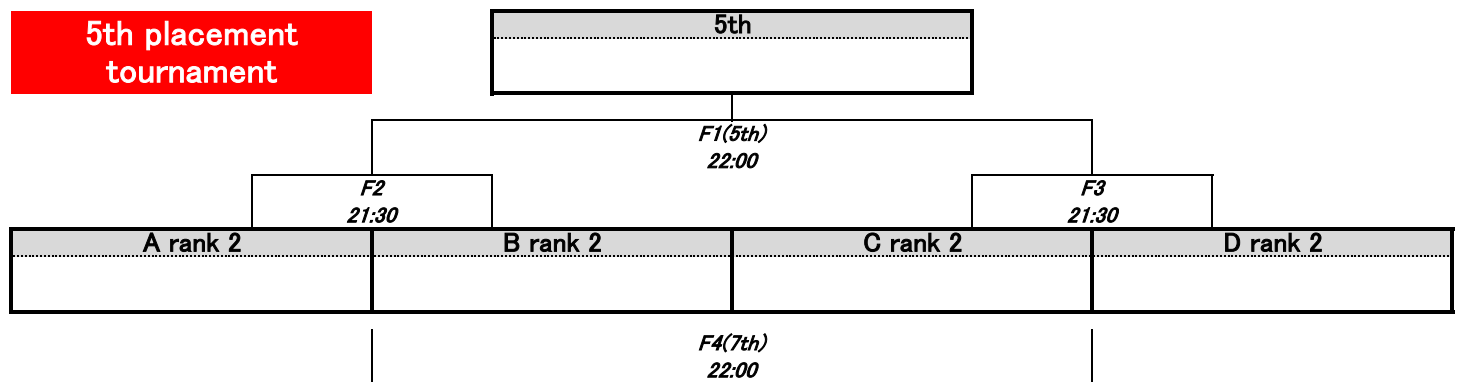 5th placement
tournament
5th
F1(5th)
22:00
F2
21:30
F3
21:30
A rank 2
B rank 2
C rank 2
D rank 2
F4(7th)
22:00